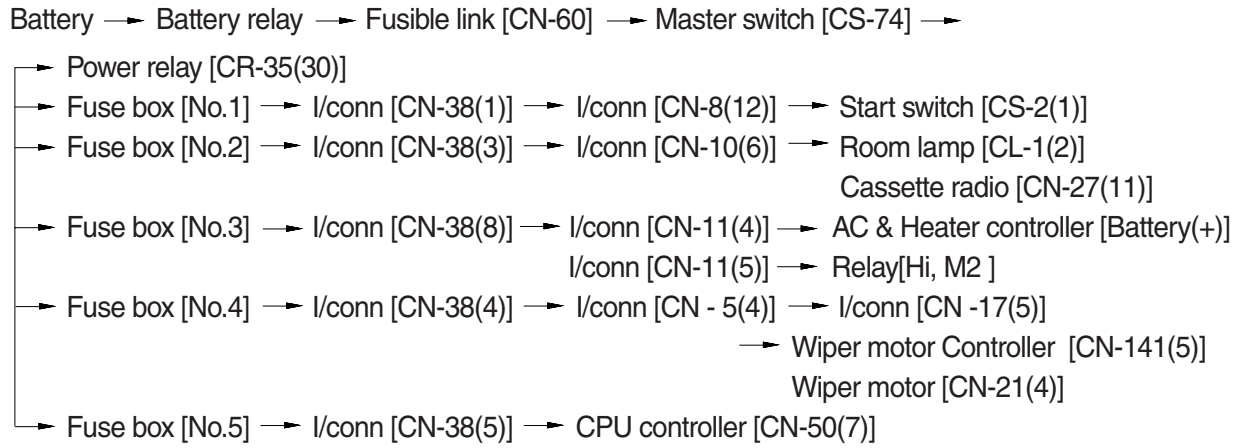 Battery → Battery relay → Fusible link [CN-60] → Master switch [CS-74] →
→ Power relay [CR-35(30)]
→ Fuse box [No.1] → I/conn [CN-38(1)] → I/conn [CN-8(12)] → Start switch [CS-2(1)]
→ Fuse box [No.2] → I/conn [CN-38(3)] → I/conn [CN-10(6)] → Room lamp [CL-1(2)]
Cassette radio [CN-27(11)]
→ Fuse box [No.3] → I/conn [CN-38(8)] → I/conn [CN-11(4)] → AC & Heater controller [Battery(+)]
I/conn [CN-11(5)] → Relay[Hi, M2 ]
→ Fuse box [No.4] → I/conn [CN-38(4)] → I/conn [CN - 5(4)] → I/conn [CN -17(5)]
→ Wiper motor Controller [CN-141(5)]
Wiper motor [CN-21(4)]
→ Fuse box [No.5] → I/conn [CN-38(5)] → CPU controller [CN-50(7)]